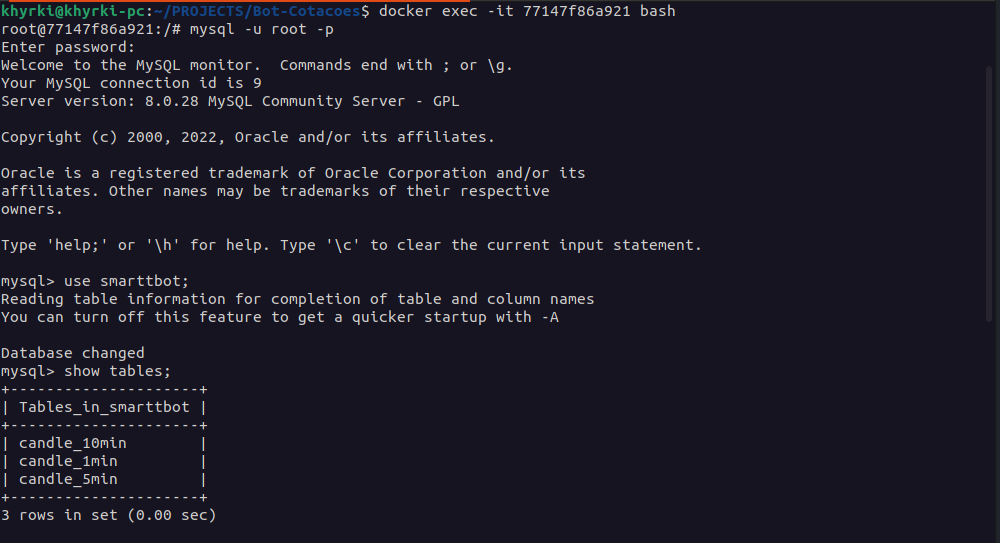 khyrki@khyrki-pc:~/PROJECTS/Bot-Cotacoes$ docker exec -it 77147f86a921 bash
root@77147f86a921:/# mysql -u root -p
Enter password:
Welcome to the MySQL monitor.  Commands end with ; or \g.
Your MySQL connection id is 9
Server version: 8.0.28 MySQL Community Server - GPL

Copyright (c) 2000, 2022, Oracle and/or its affiliates.

Oracle is a registered trademark of Oracle Corporation and/or its
affiliates. Other names may be trademarks of their respective
owners.

Type 'help;' or '\h' for help. Type '\c' to clear the current input statement.

mysql> use smarttbot;
Reading table information for completion of table and column names
You can turn off this feature to get a quicker startup with -A

Database changed
mysql> show tables;
+---------------------+
| Tables_in_smarttbot |
+---------------------+
| candle_10min        |
| candle_1min         |
| candle_5min         |
+---------------------+
3 rows in set (0.00 sec)